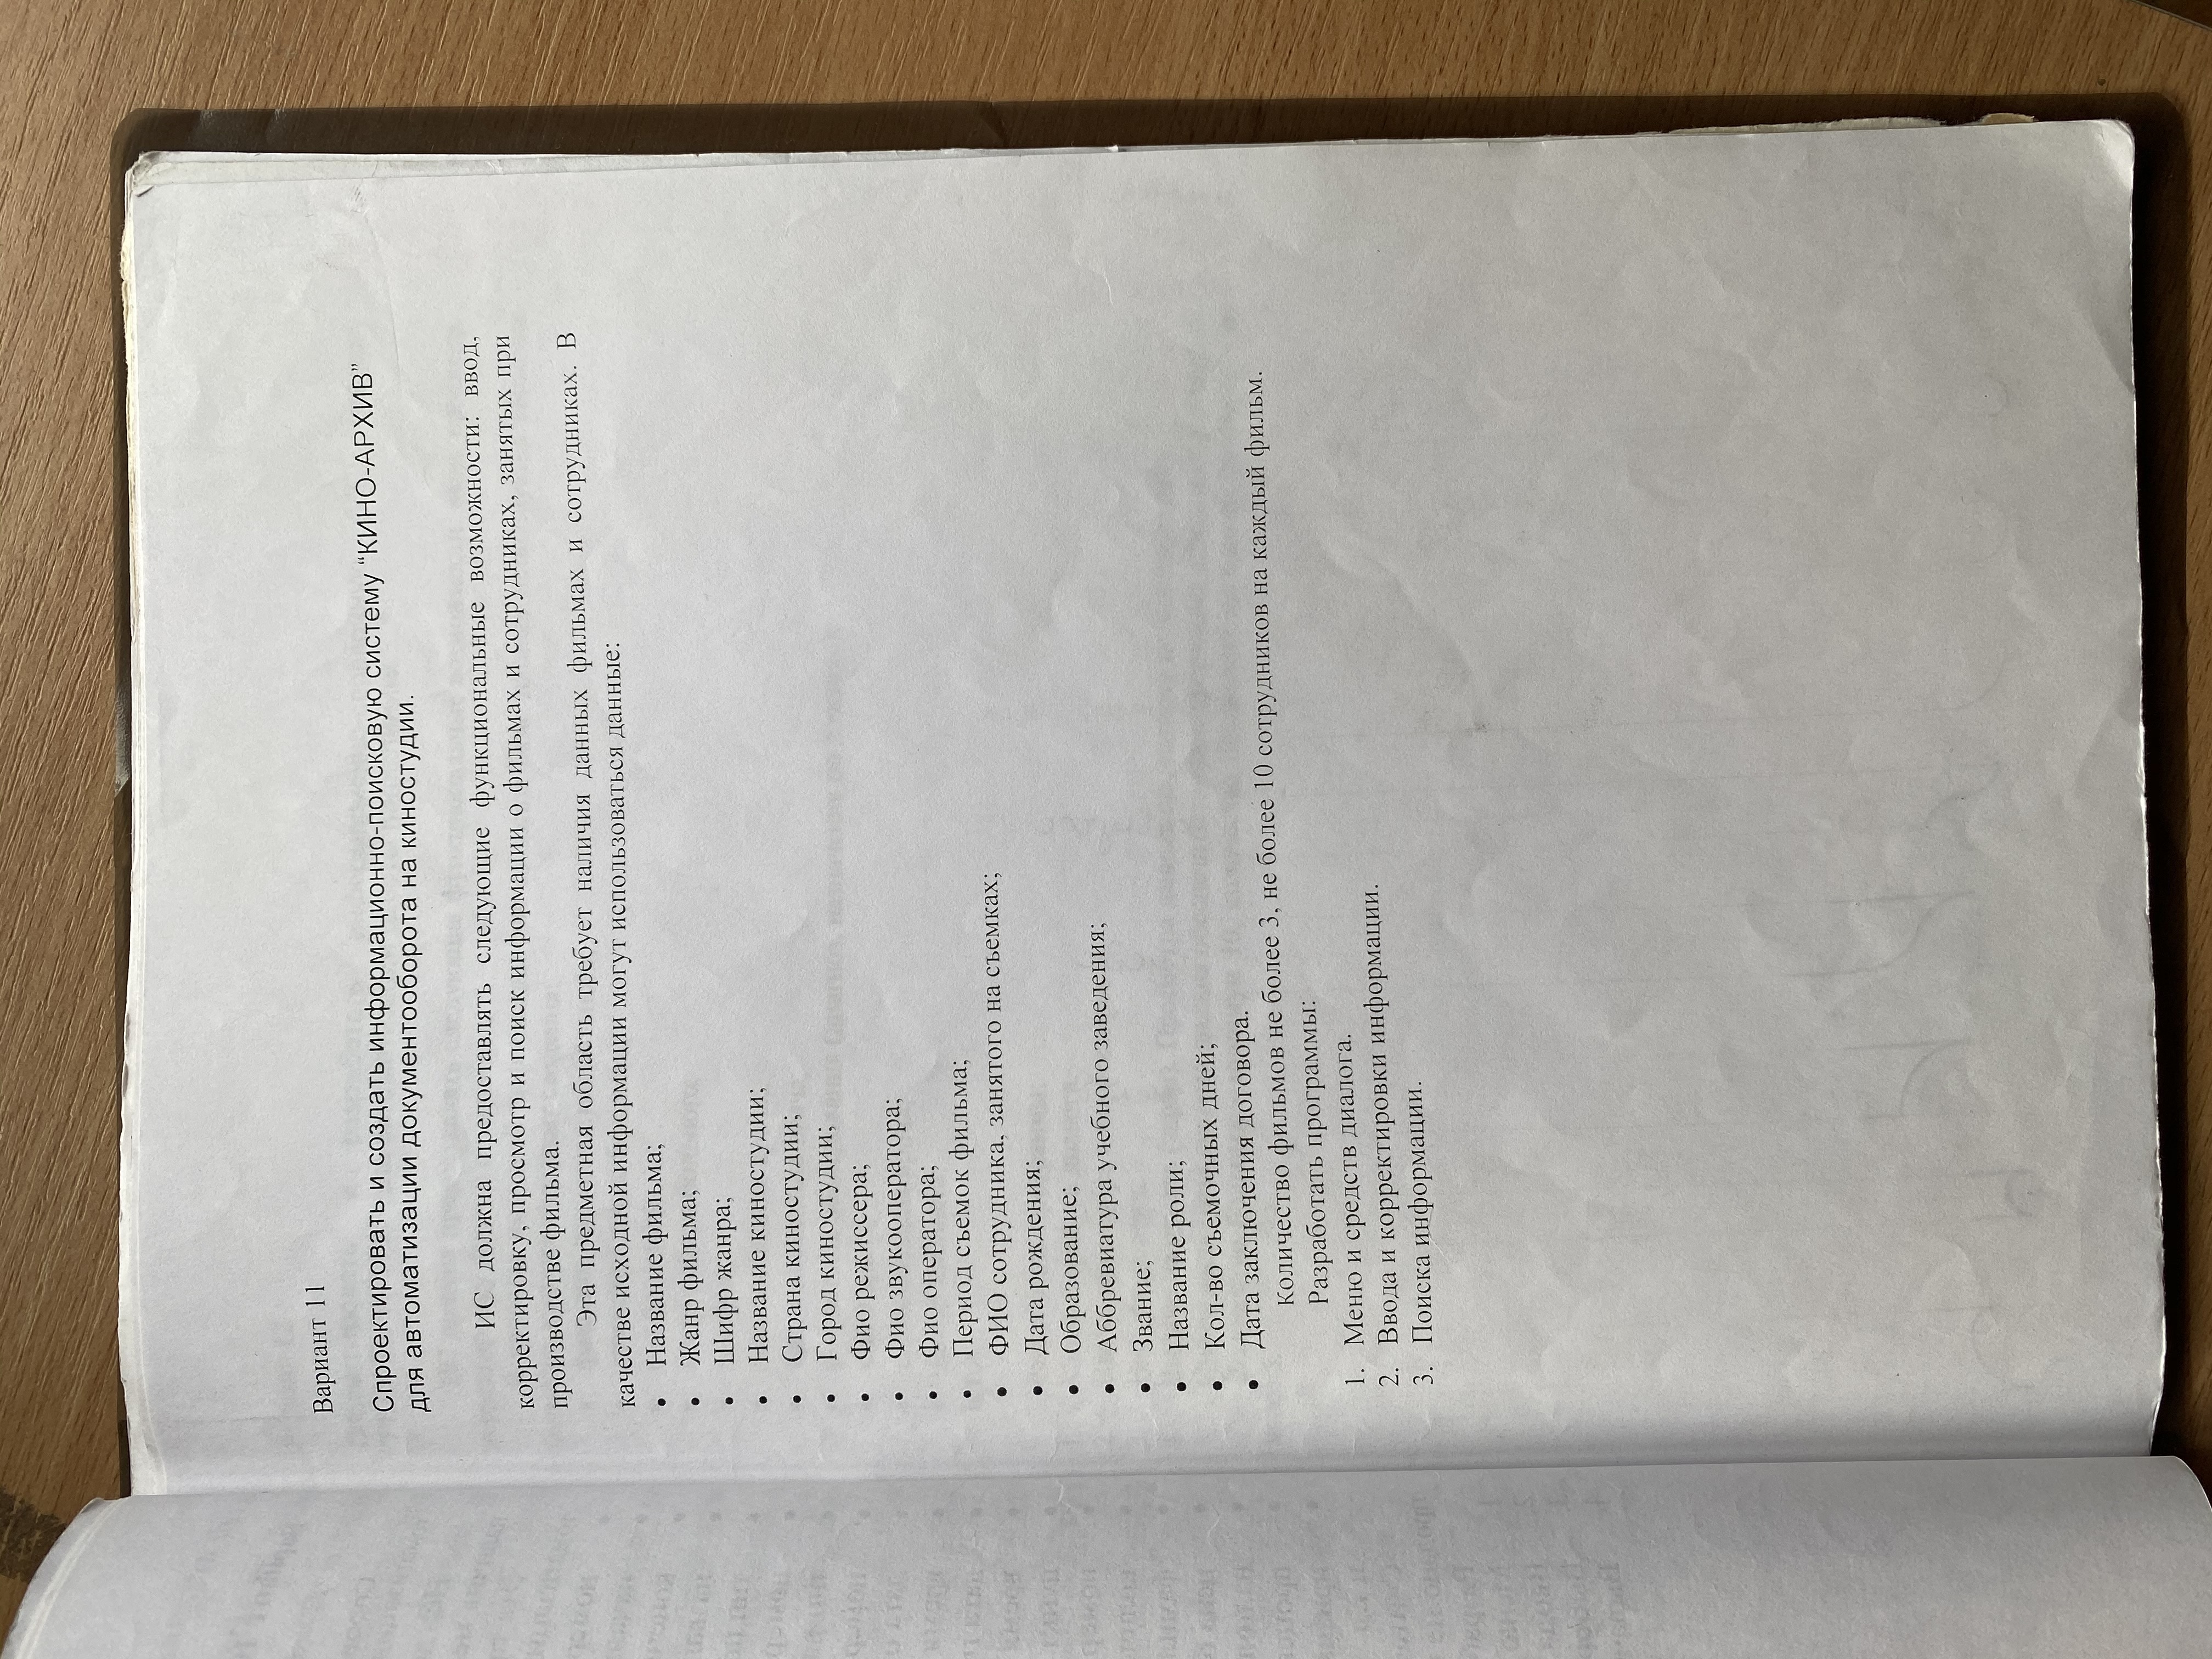 Вариант 11
Спроектировать и создать информационно-поисковую систему “КИНО-АРХИВ”
для автоматизации документооборота на киностудии.
ИС должна предоставлять следующие функциональные возможности: ввод,
корректировку, просмотр и поиск информации о фильмах и сотрудниках, занятых при
производстве фильма.
Эта предметная область требует наличия данных фильмах и сотрудниках. В
качестве исходной информации могут использоваться данные:
• Название фильма;
• Жанр фильма;
• Шифр жанра;
• Название киностудии;
• Страна киностудии;
• Город киностудии;
• Фио режиссера;
• Фио звукооператора;
• Фио оператора;
• Период съемок фильма;
• ФИО сотрудника, занятого на съемках;
• Дата рождения;
• Образование;
• Аббревиатура учебного заведения;
• Звание;
• Название роли;
• Кол-во съемочных дней;
• Дата заключения договора.
Количество фильмов не более 3, не более 10 сотрудников на каждый фильм.
Разработать программы:
1. Меню и средств диалога.
2. Ввода и корректировки информации.
3. Поиска информации.